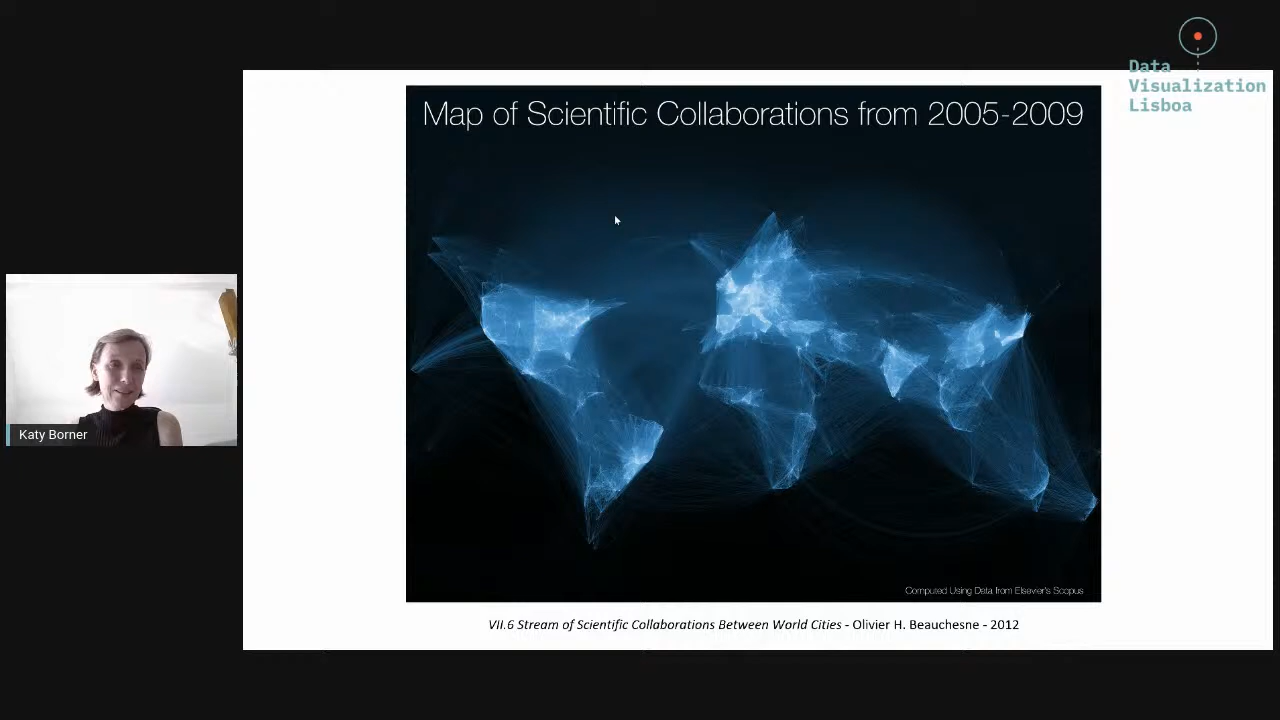 Data
Visualization
Lisboa
Map of Scientific Collaborations from 2005-2009
Katy Borner
Computed Using Data from Elsevier's Scopus
VII.6 Stream of Scientific Collaborations Between World Cities - Olivier H. Beauchesne - 2012